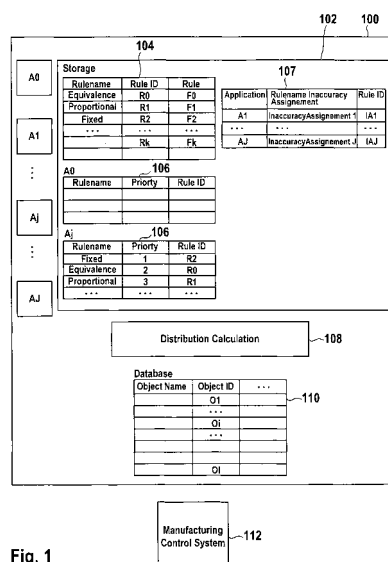 102 100
Storage 104
Rulename Rule ID Rule
Equivalence R0 F0
Proportional R1 F1
Fixed R2 F2
... ... ...
Rk Fk
107
Application Rulename Inaccuracy Assignement Rule ID
A1 InaccuracyAssignement 1 IA1
... ... ...
AJ InaccuracyAssignement J IAJ
A0
A1
Aj
AJ
A0 106
Rulename Priorty Rule ID
Aj 106
Rulename Priorty Rule ID
Fixed 1 R2
Equivalence 2 R0
Proportional 3 R1
... ... ...
Distribution Calculation 108
Database
Object Name Object ID ...
O1 110
...
Oi
...
OI
Manufacturing
Control System 112
Fig. 1